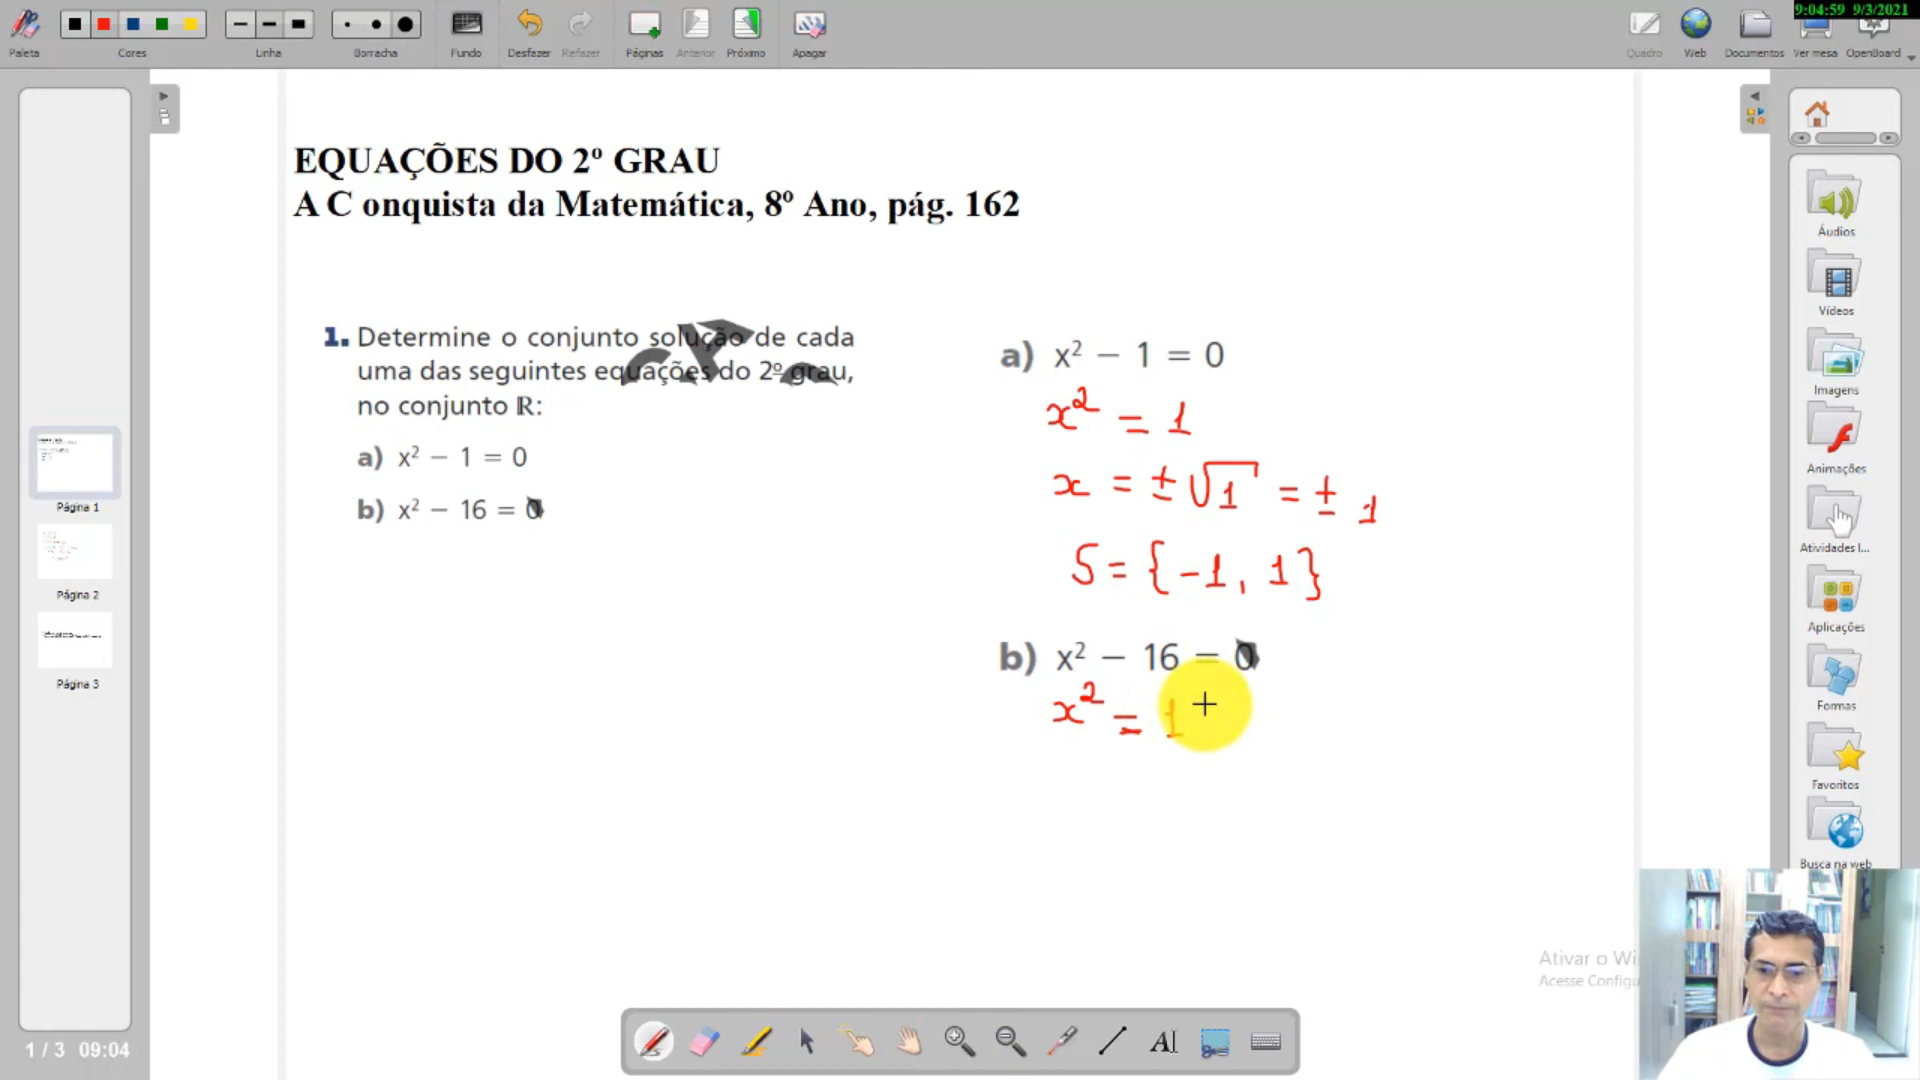 9:04:59 9/3/2021
Paleta
Cores
Linha
Borracha
Fundo
Desfazer
Refazer
Páginas
Anterior
Próximo
Apagar
Quadro
Web
Documentos
Ver mesa
OpenBoard
EQUAÇÕES DO 2º GRAU
A C onquista da Matemática, 8º Ano, pág. 162
1. Determine o conjunto solução de cada
uma das seguintes equações do 2º grau,
no conjunto ℝ:
a) x² − 1 = 0
b) x² − 16 = 0
a) x² − 1 = 0
x² = 1
x = ± √1 = ± 1
S = {-1, 1}
b) x² − 16 = 0
x² = 1
Página 1
Página 2
Página 3
1 / 3 09:04
Áudios
Vídeos
Imagens
Animações
Atividades I...
Aplicações
Formas
Favoritos
Busca na web
Ativar o Wi
Acesse Configu
AI